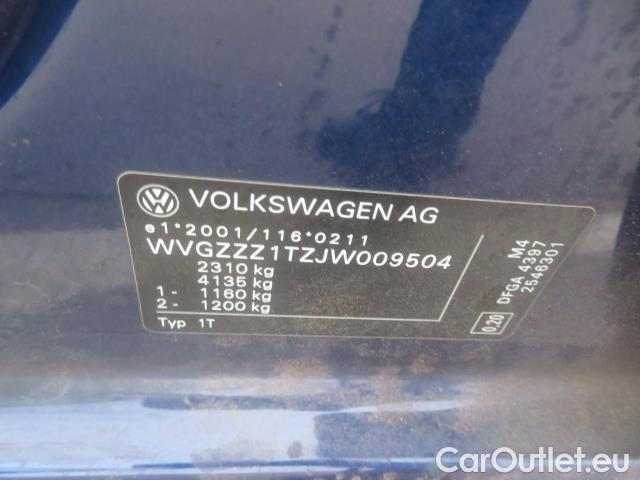 VOLKSWAGEN AG
e1*2001/116*0211
WVGZZZ1TZJW009504
2310 kg
4135 kg
1- 1160 kg
2- 1200 kg
Typ 1T
M4
DFGA 4397
2546301
0.20
CarOutlet.eu